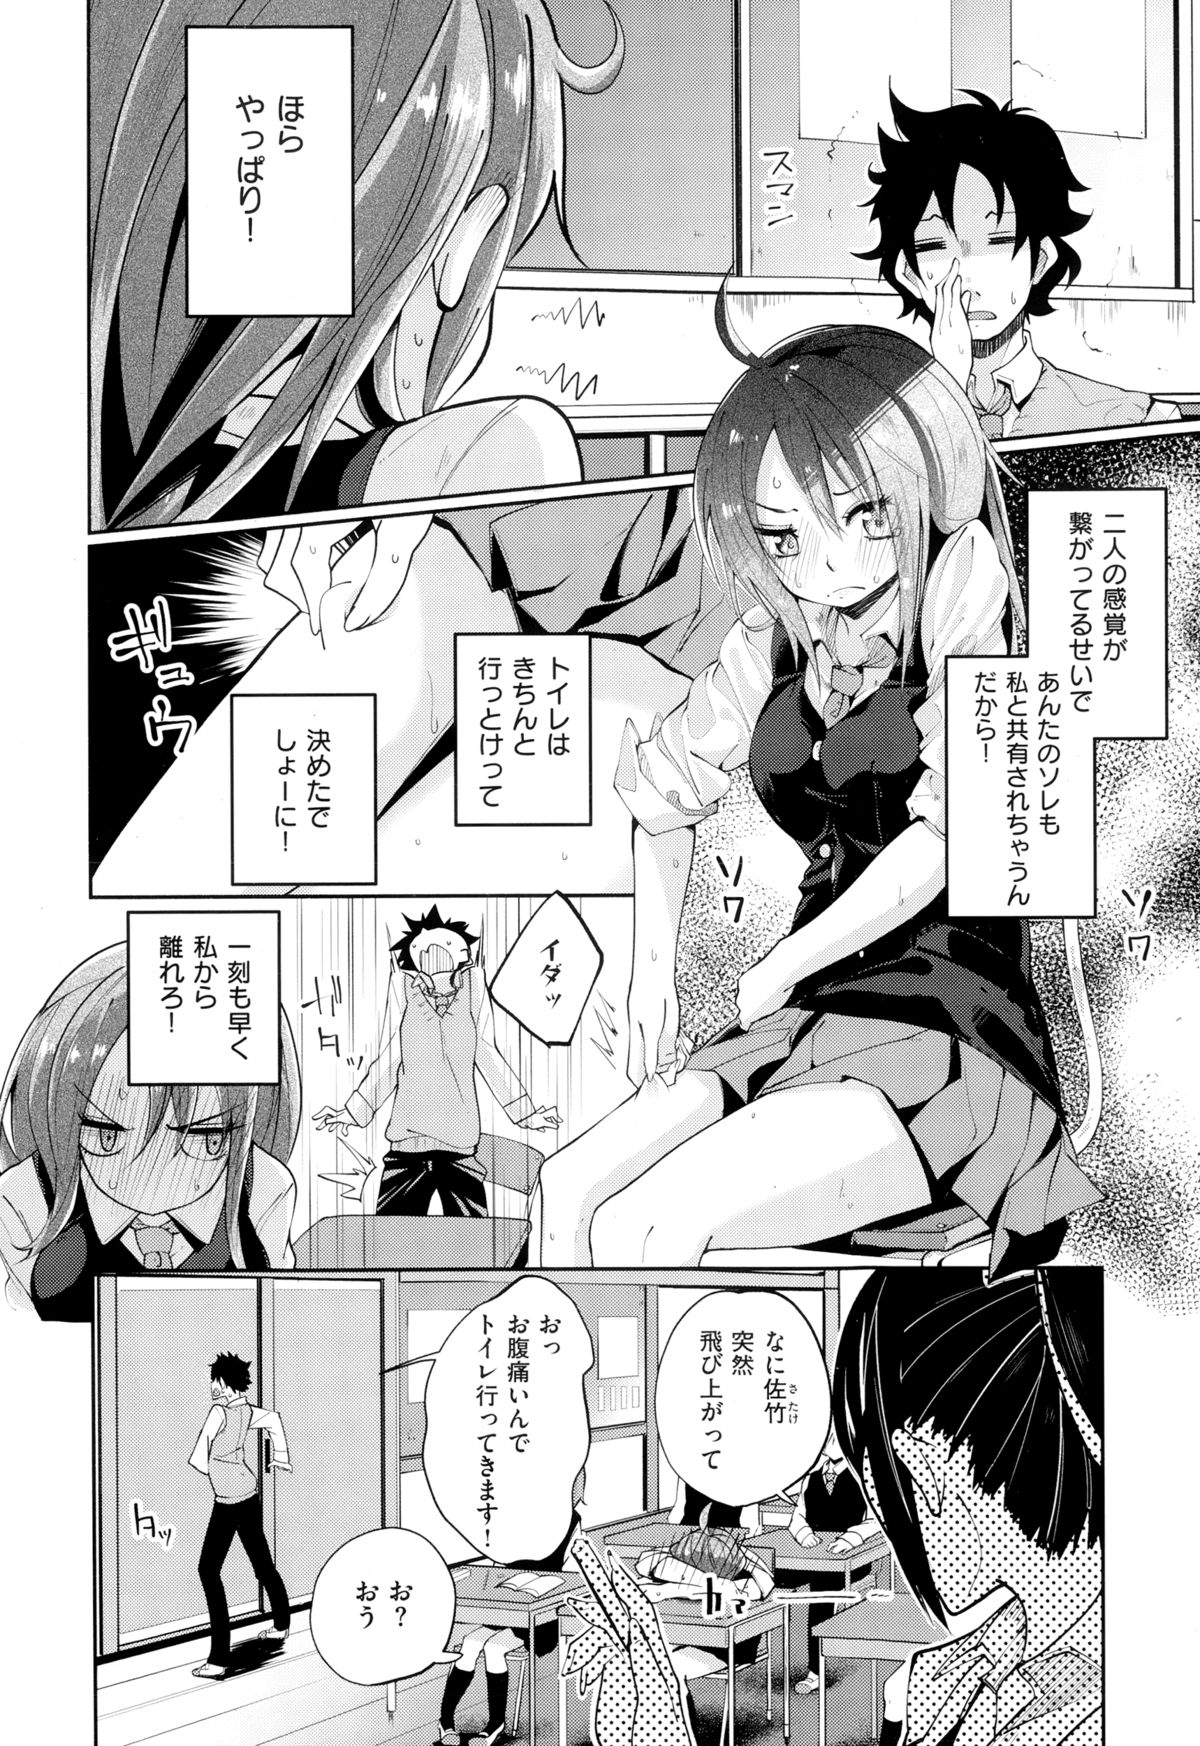 スマン
ほら
やっぱり!
二人の感覚が
繋がってるせいで
あんたのソレも
私と共有されちゃうん
だから!
ソワ
ソワ
トイレは
きちんと
行っとけって
決めたで
しょーに!
ギュウ
イダッ
ガタッ
一刻も早く
私から
離れろ!
なに佐竹
さたけ
突然
飛び上がって
おっ
お腹痛いんで
トイレ行ってきます!
お?
おう
タッ
カァーー